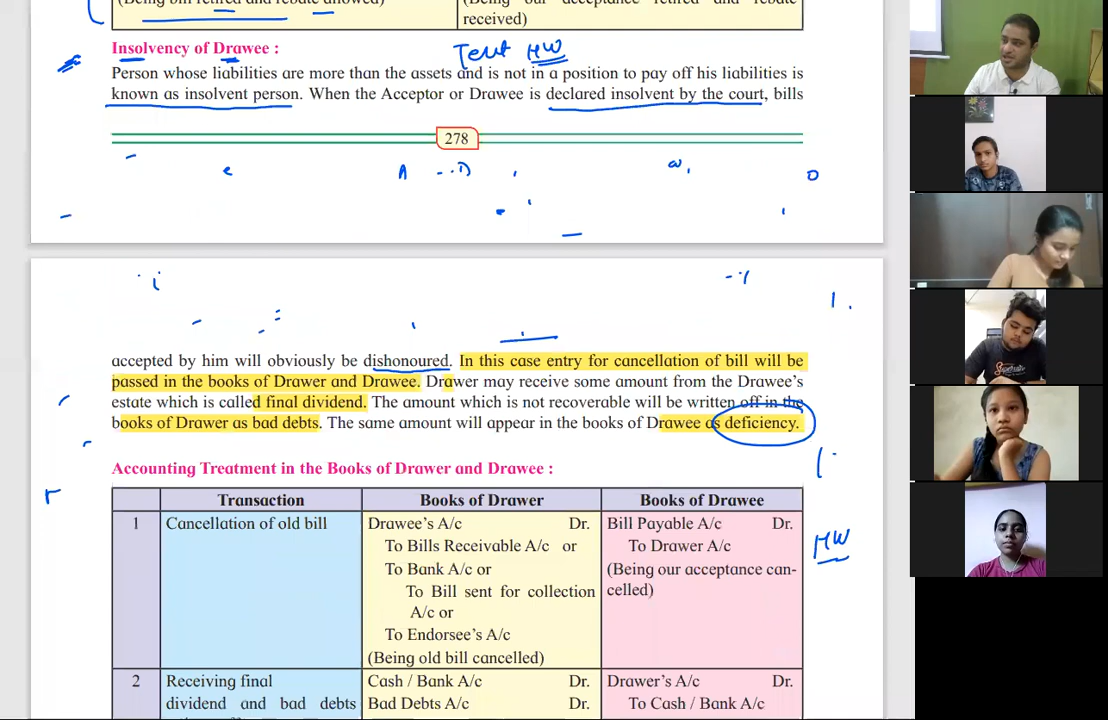 (Being bill retired and rebate allowed)
(Being our acceptance retired and rebate
received)
Insolvency of Drawee :
Text HW
Person whose liabilities are more than the assets and is not in a position to pay off his liabilities is
known as insolvent person. When the Acceptor or Drawee is declared insolvent by the court, bills
278
accepted by him will obviously be dishonoured. In this case entry for cancellation of bill will be
passed in the books of Drawer and Drawee. Drawer may receive some amount from the Drawee's
estate which is called final dividend. The amount which is not recoverable will be written off in the
books of Drawer as bad debts. The same amount will appear in the books of Drawee as deficiency.
Accounting Treatment in the Books of Drawer and Drawee :
Transaction
Books of Drawer
Books of Drawee
1
Cancellation of old bill
Drawee's A/c Dr.
To Bills Receivable A/c or
To Bank A/c or
To Bill sent for collection
A/c or
To Endorsee's A/c
(Being old bill cancelled)
Bill Payable A/c Dr.
To Drawer A/c
(Being our acceptance can-
celled)
HW
2
Receiving final
dividend and bad debts
Cash / Bank A/c Dr.
Bad Debts A/c Dr.
Drawer's A/c Dr.
To Cash / Bank A/c